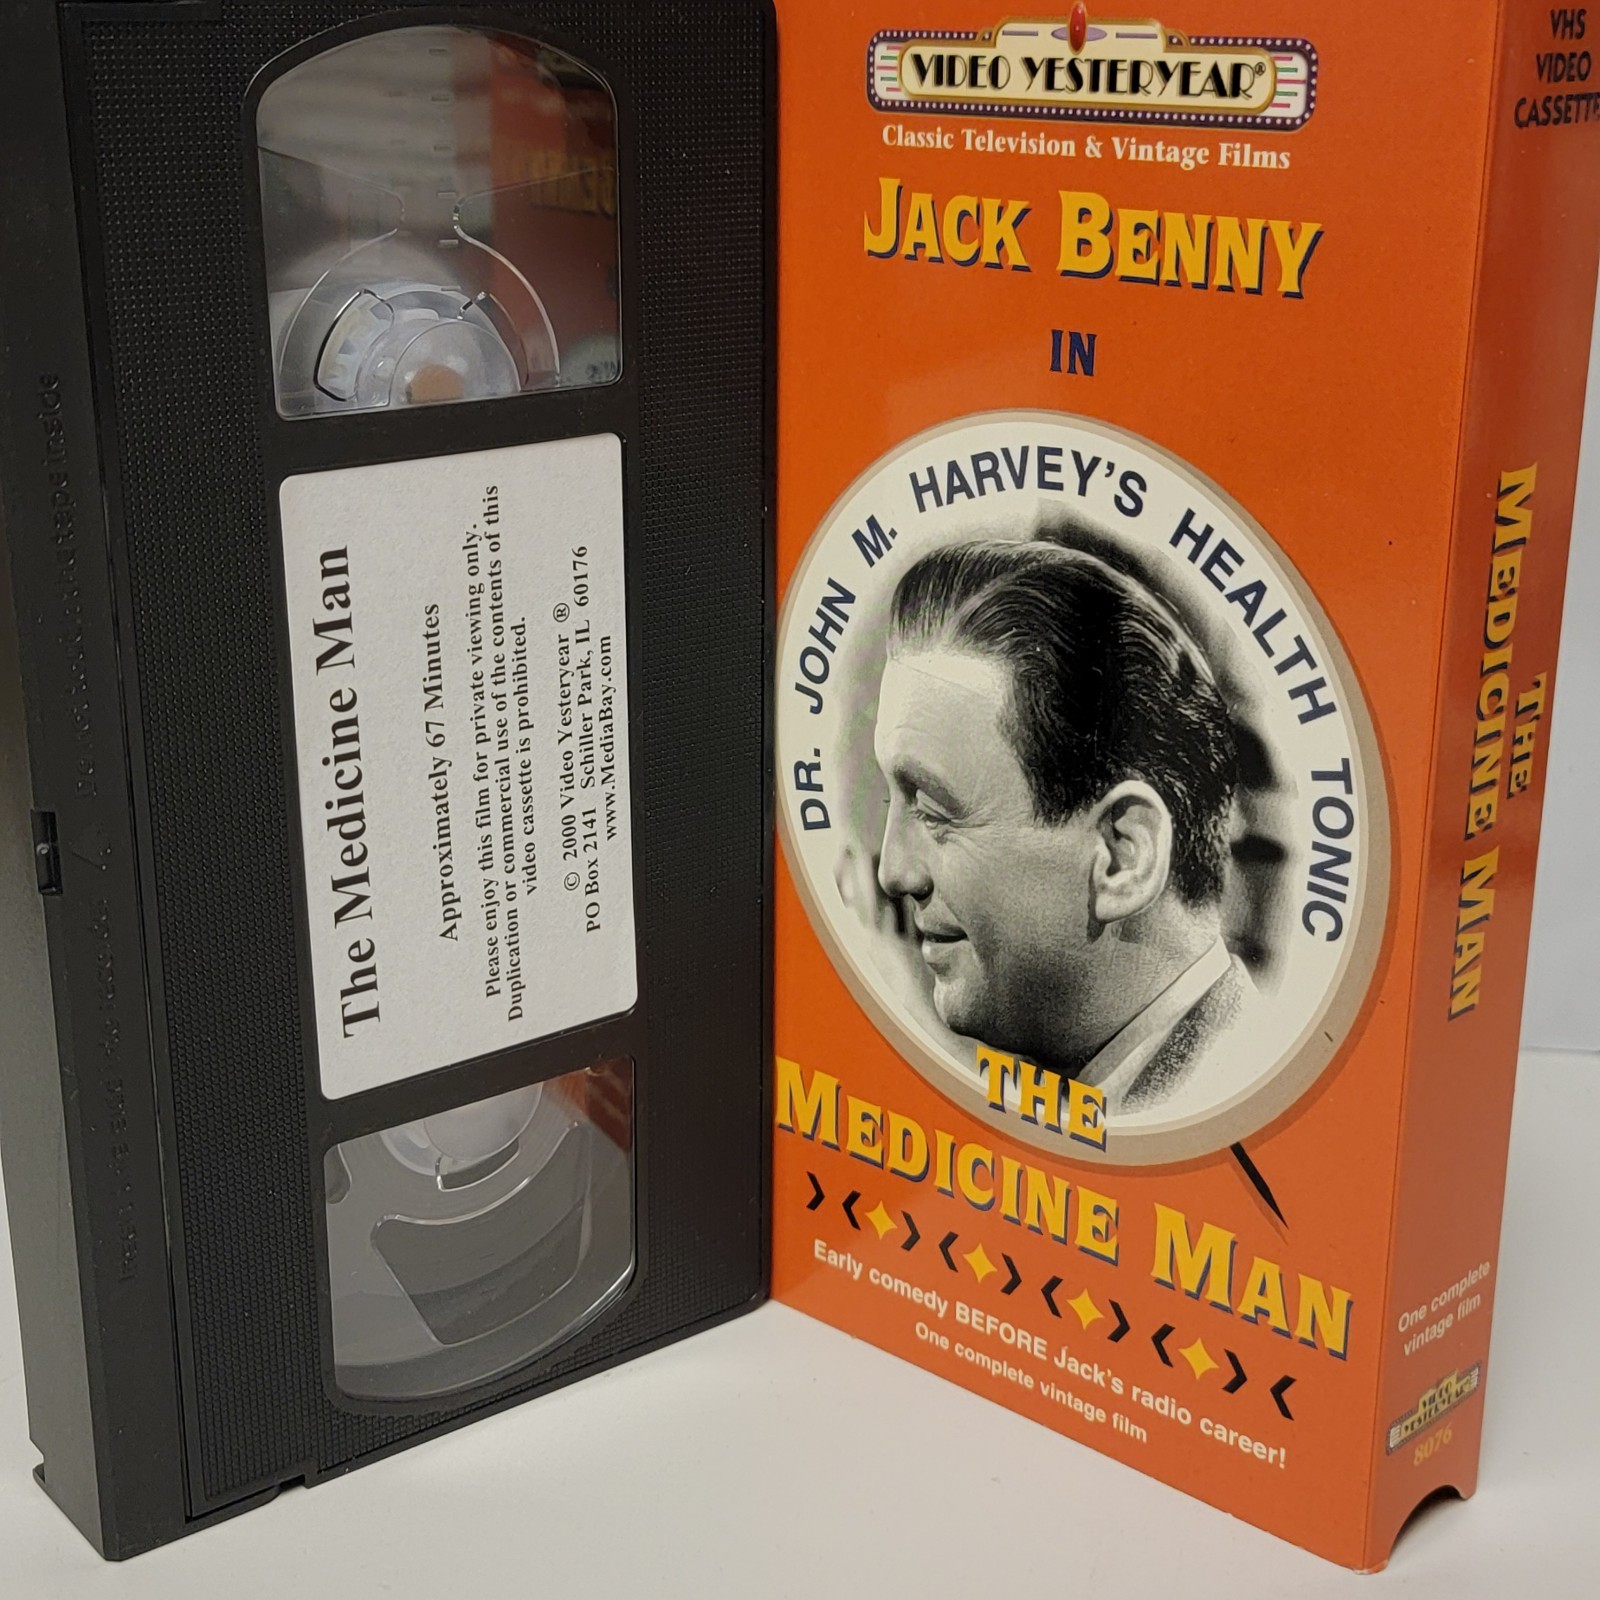 The Medicine Man
Approximately 67 Minutes
Please enjoy this film for private viewing only.
Duplication or commercial use of the contents of this
video cassette is prohibited.
© 2000 Video Yesteryear ®
PO Box 2141 Schiller Park, IL 60176
www.MediaBay.com
VIDEO YESTERYEAR®
Classic Television & Vintage Films
JACK BENNY
IN
DR. JOHN M. HARVEY'S HEALTH TONIC
THE
MEDICINE MAN
Early comedy BEFORE Jack's radio career!
One complete vintage film
VHS
VIDEO
CASSETTE
THE
MEDICINE MAN
One complete
vintage film
VIDEO
YESTERYEAR
8076